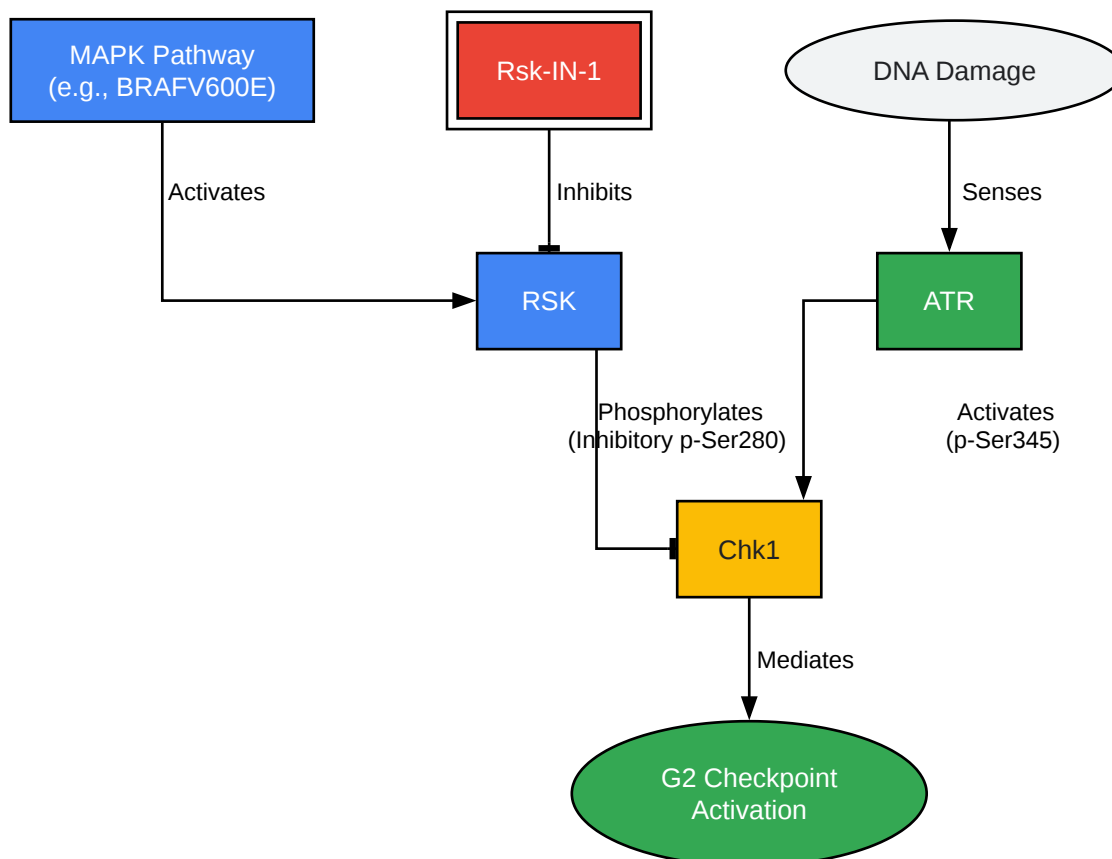 MAPK Pathway
(e.g., BRAFV600E)
Rsk-IN-1
DNA Damage
Activates
Inhibits
Senses
RSK
ATR
Phosphorylates
(Inhibitory p-Ser280)
Activates
(p-Ser345)
Chk1
Mediates
G2 Checkpoint
Activation